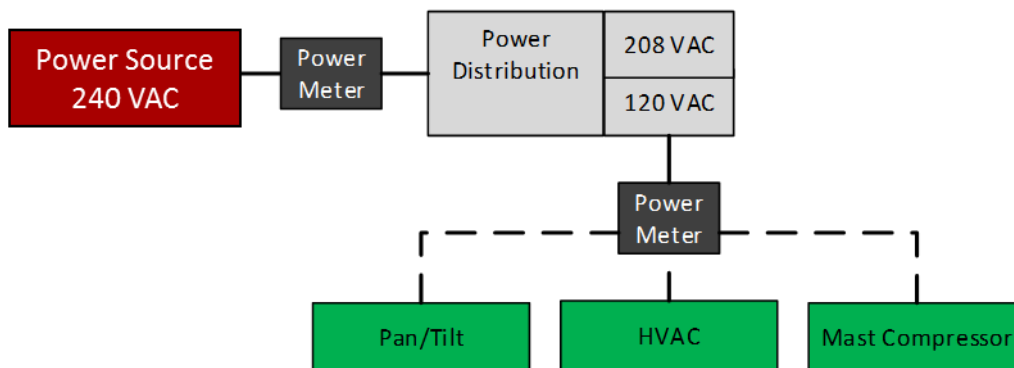 Power Source
240 VAC
Power
Meter
Power
Distribution
208 VAC
120 VAC
Power
Meter
Pan/Tilt
HVAC
Mast Compressor